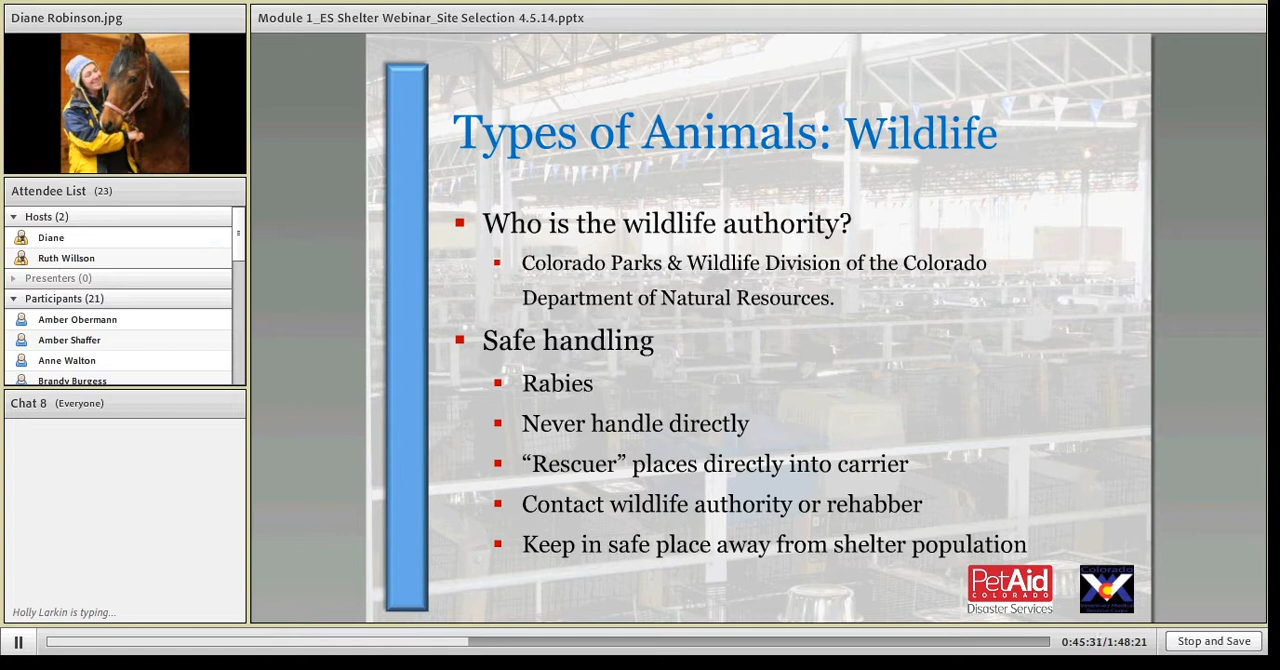 Diane Robinson.jpg
Module 1_ES Shelter Webinar_Site Selection 4.5.14.pptx
Attendee List (23)
Hosts (2)
Diane
Ruth Willson
Presenters (0)
Participants (21)
Amber Obermann
Amber Shaffer
Anne Walton
Brandy Burgess
Chat 8 (Everyone)
Holly Larkin is typing...
Types of Animals: Wildlife
Who is the wildlife authority?
Colorado Parks & Wildlife Division of the Colorado
Department of Natural Resources.
Safe handling
Rabies
Never handle directly
“Rescuer” places directly into carrier
Contact wildlife authority or rehabber
Keep in safe place away from shelter population
PetAid
COLORADO
Disaster Services
Colorado
0:45:31/1:48:21
Stop and Save